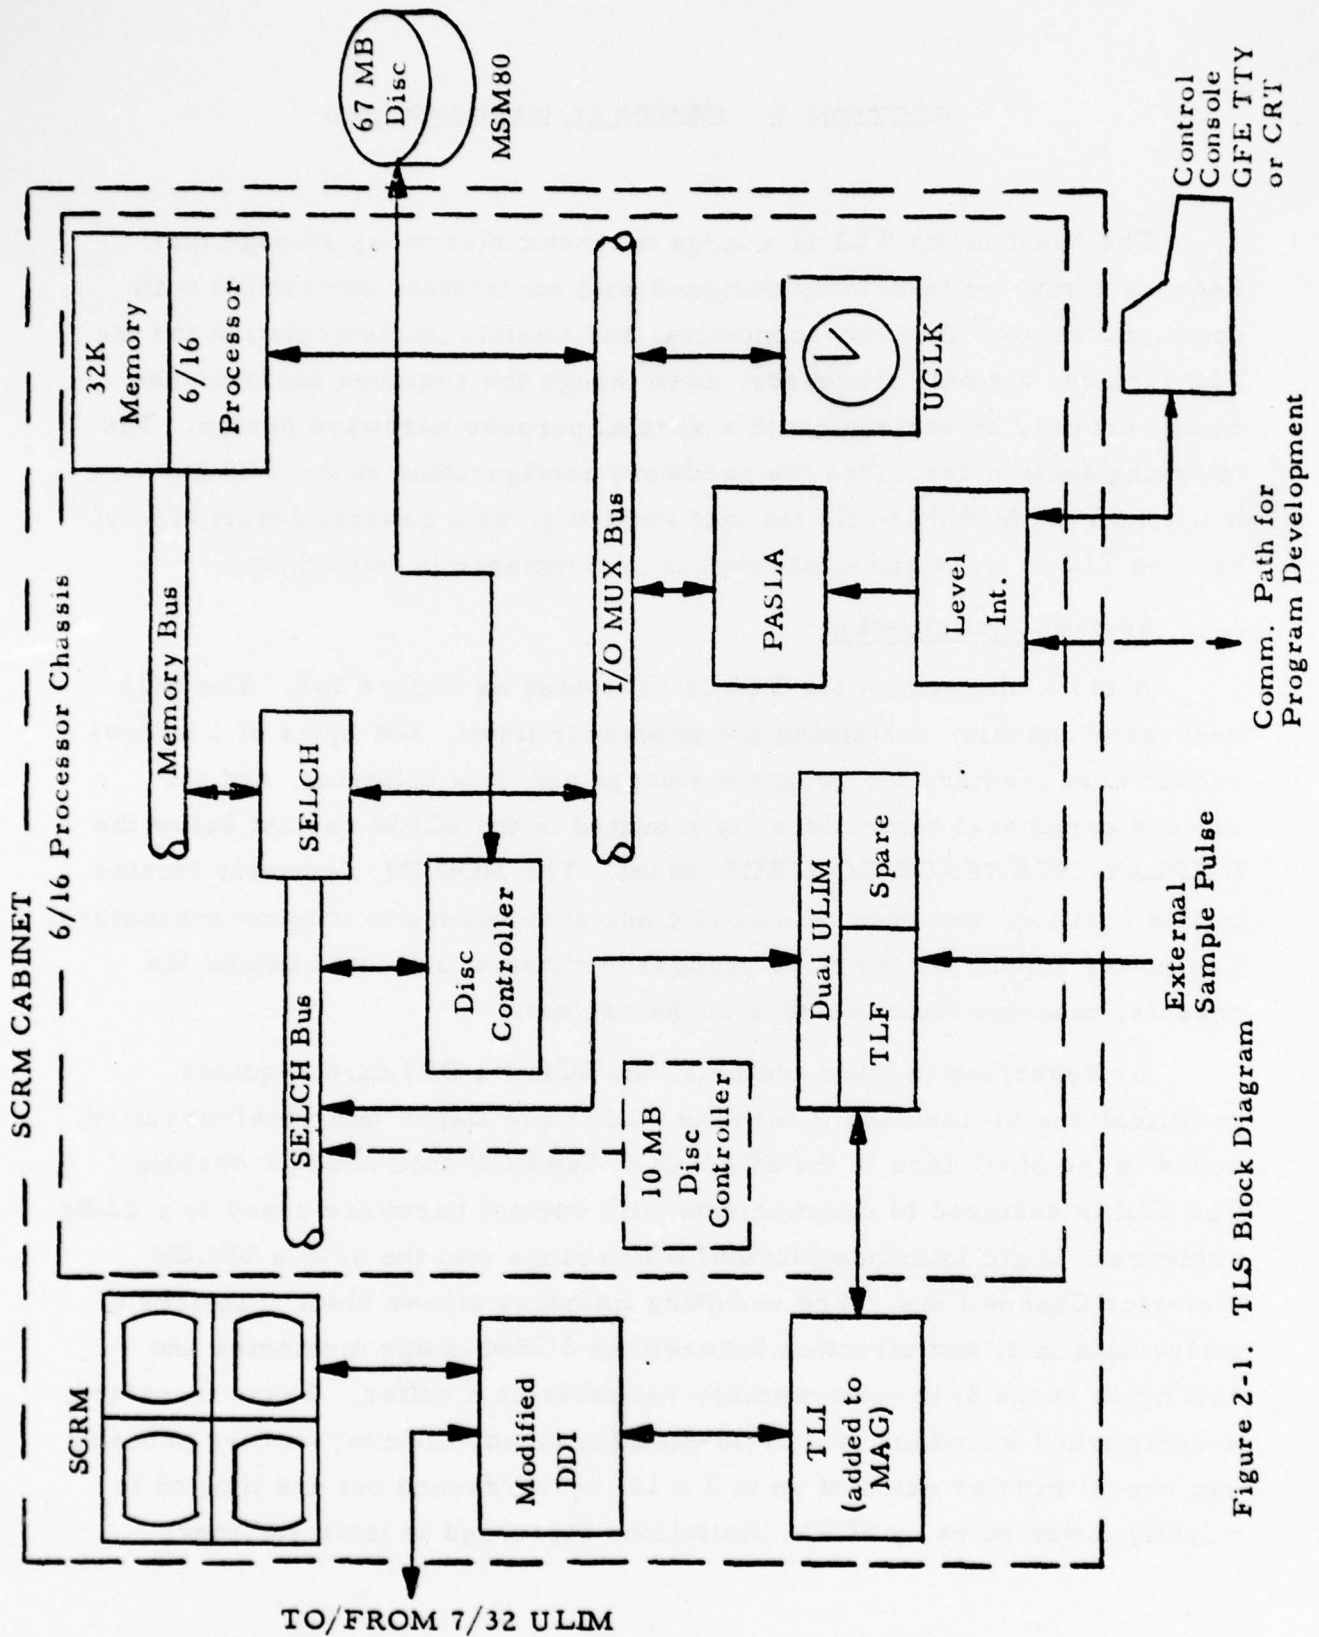 SCRM CABINET
6/16 Processor Chassis
32K
Memory
6/16
Processor
Memory Bus
67 MB
Disc
MSM80
SELCH
SELCH Bus
Disc
Controller
I/O MUX Bus
UCLK
PASLA
Level
Int.
Control
Console
GFE TTY
or CRT
Comm. Path for
Program Development
Dual ULIM
TLF
Spare
External
Sample Pulse
10 MB
Disc
Controller
SCRM
Modified
DDI
TLI
(added to
MAG)
TO/FROM 7/32 ULIM
Figure 2-1. TLS Block Diagram